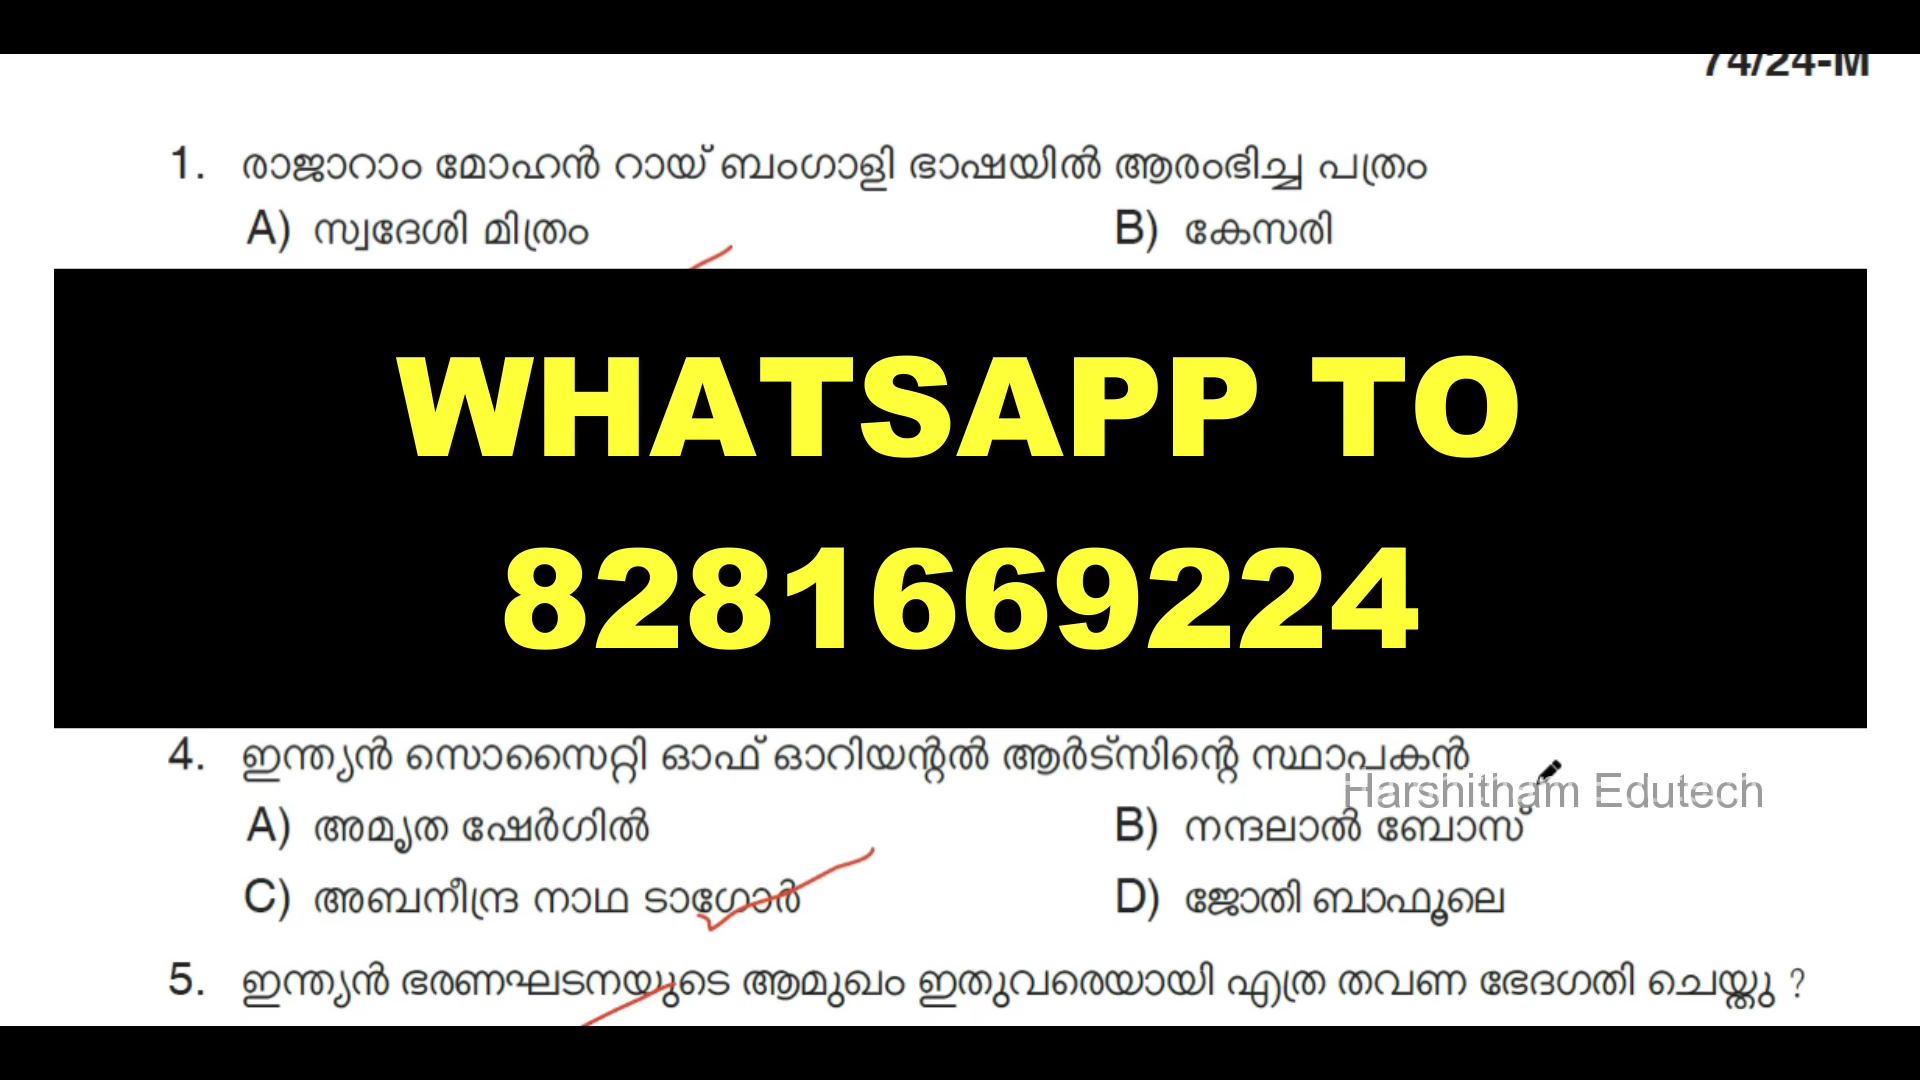 74/24-M
1. രാജാറാം മോഹൻ റായ് ബംഗാളി ഭാഷയിൽ ആരംഭിച്ച പത്രം
A) സ്വദേശി മിത്രം B) കേസരി
WHATSAPP TO
8281669224
4. ഇന്ത്യൻ സൊസൈറ്റി ഓഫ് ഓറിയന്റൽ ആർട്സിന്റെ സ്ഥാപകൻ
Harshitham Edutech
A) അമൃത ഷേർഗിൽ B) നന്ദലാൽ ബോസ്
C) അബനീന്ദ്ര നാഥ ടാഗോർ D) ജോതി ബാഫൂലെ
5. ഇന്ത്യൻ ഭരണഘടനയുടെ ആമുഖം ഇതുവരെയായി എത്ര തവണ ഭേദഗതി ചെയ്തു ?